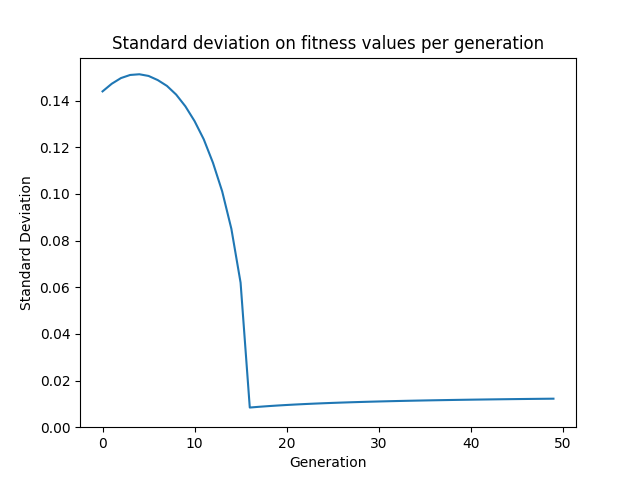 Standard deviation on fitness values per generation
Standard Deviation
0.14
0.12
0.10
0.08
0.06
0.04
0.02
0.00
0 10 20 30 40 50
Generation